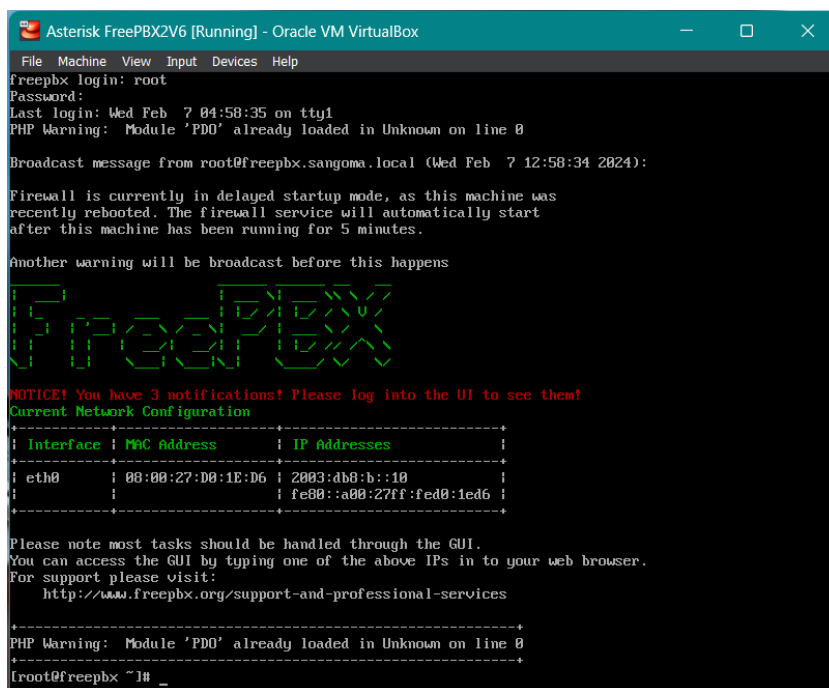 Asterisk FreePBX2V6 [Running] - Oracle VM VirtualBox
File Machine View Input Devices Help
freepbx login: root
Password:
Last login: Wed Feb  7 04:58:35 on tty1
PHP Warning:  Module 'PDO' already loaded in Unknown on line 0
Broadcast message from root@freepbx.sangoma.local (Wed Feb  7 12:58:34 2024):
Firewall is currently in delayed startup mode, as this machine was
recently rebooted. The firewall service will automatically start
after this machine has been running for 5 minutes.
Another warning will be broadcast before this happens
FreePBX
NOTICE! You have 3 notifications! Please log into the UI to see them!
Current Network Configuration
| Interface | MAC Address | IP Addresses |
| eth0 | 08:00:27:D0:1E:D6 | 2003:db8:b::10 |
| | | fe80::a00:27ff:fed0:1ed6 |
Please note most tasks should be handled through the GUI.
You can access the GUI by typing one of the above IPs in to your web browser.
For support please visit:
http://www.freepbx.org/support-and-professional-services
PHP Warning:  Module 'PDO' already loaded in Unknown on line 0
[root@freepbx ~]# _